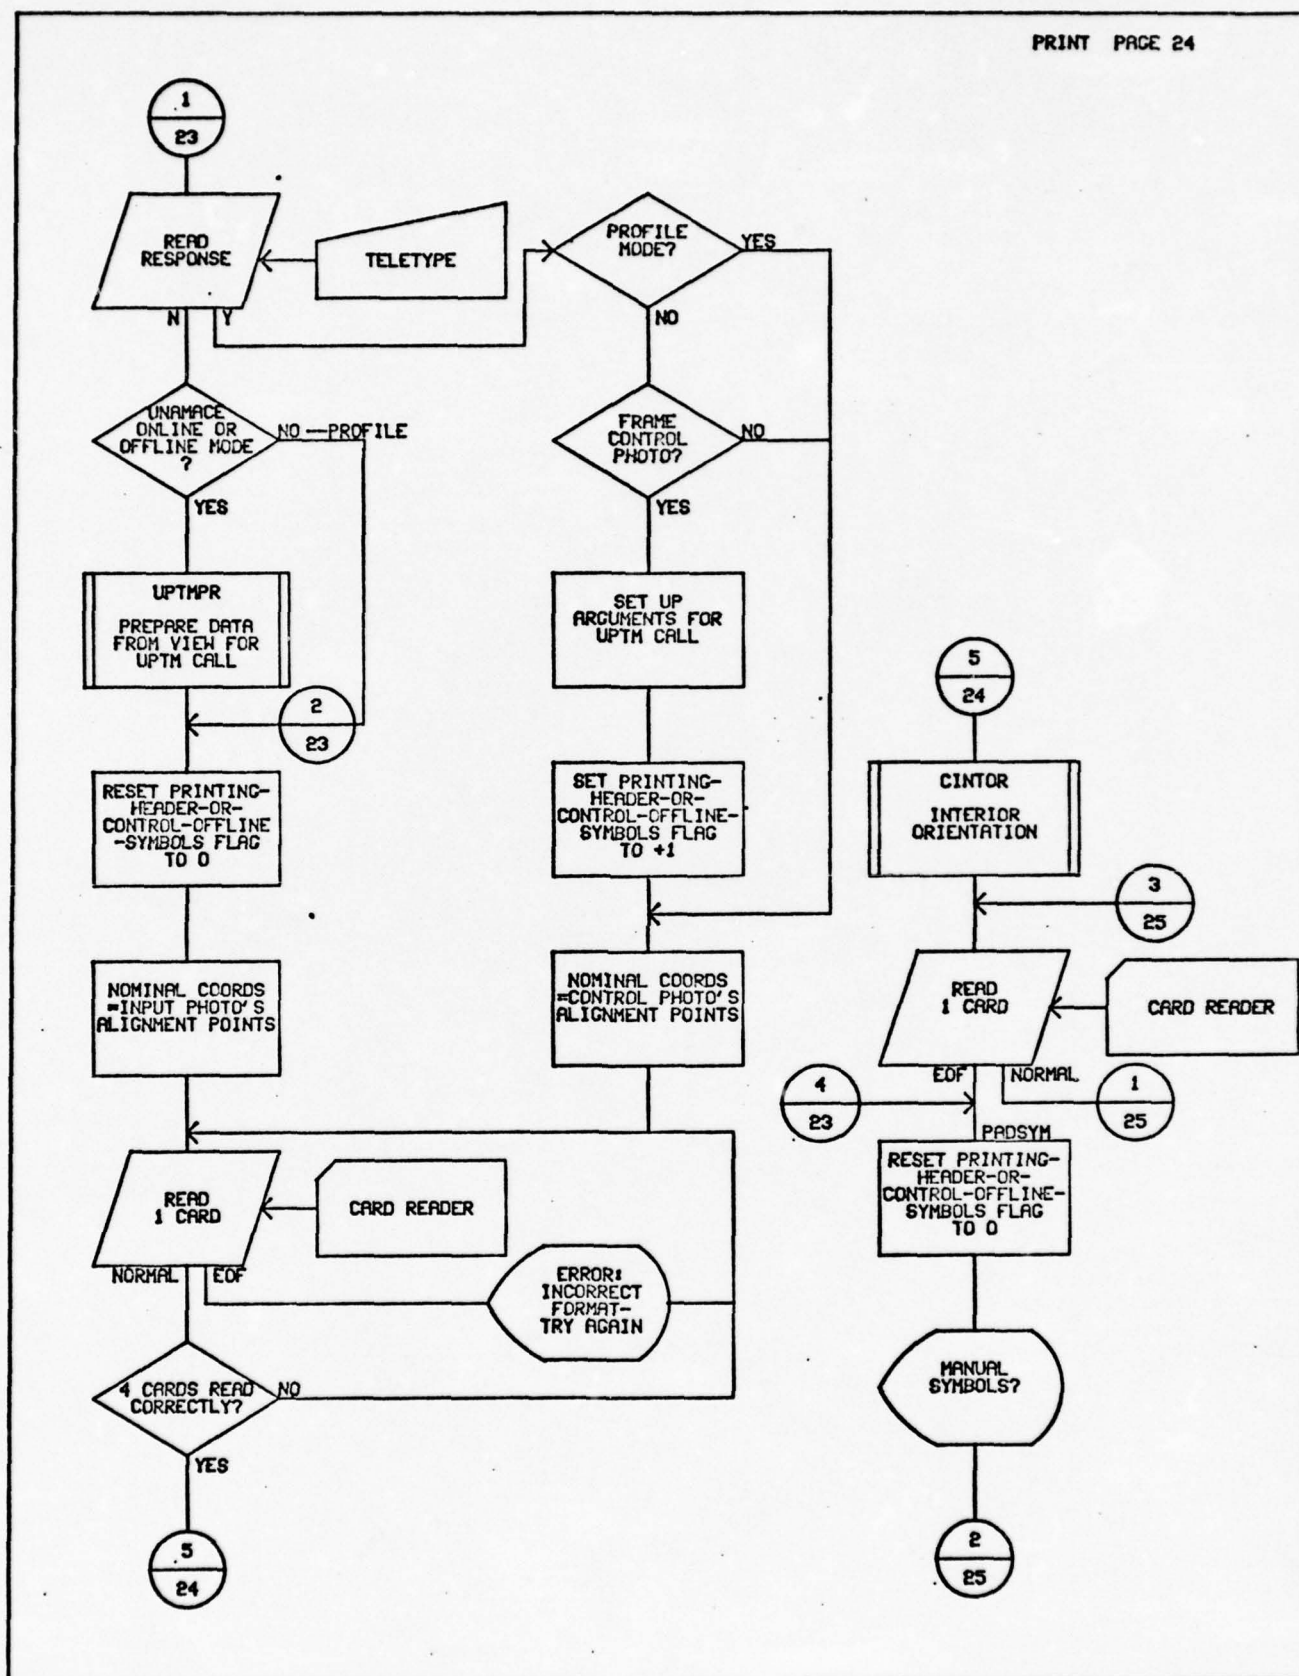 PRINT PAGE 24
1
23
READ
RESPONSE
TELETYPE
N
Y
PROFILE
MODE?
YES
NO
UNAMACE
ONLINE OR
OFFLINE MODE
?
NO—PROFILE
YES
FRAME
CONTROL
PHOTO?
NO
YES
UPTMPR
PREPARE DATA
FROM VIEW FOR
UPTM CALL
SET UP
ARGUMENTS FOR
UPTM CALL
2
23
RESET PRINTING-
HEADER-OR-
CONTROL-OFFLINE
-SYMBOLS FLAG
TO 0
SET PRINTING-
HEADER-OR-
CONTROL-OFFLINE-
SYMBOLS FLAG
TO +1
NOMINAL COORDS
=INPUT PHOTO'S
ALIGNMENT POINTS
NOMINAL COORDS
=CONTROL PHOTO'S
ALIGNMENT POINTS
READ
1 CARD
CARD READER
NORMAL
EOF
ERROR:
INCORRECT
FORMAT-
TRY AGAIN
4 CARDS READ
CORRECTLY?
NO
YES
5
24
5
24
CINTOR
INTERIOR
ORIENTATION
3
25
READ
1 CARD
CARD READER
EOF
NORMAL
4
23
1
25
PADSYM
RESET PRINTING-
HEADER-OR-
CONTROL-OFFLINE-
SYMBOLS FLAG
TO 0
MANUAL
SYMBOLS?
2
25